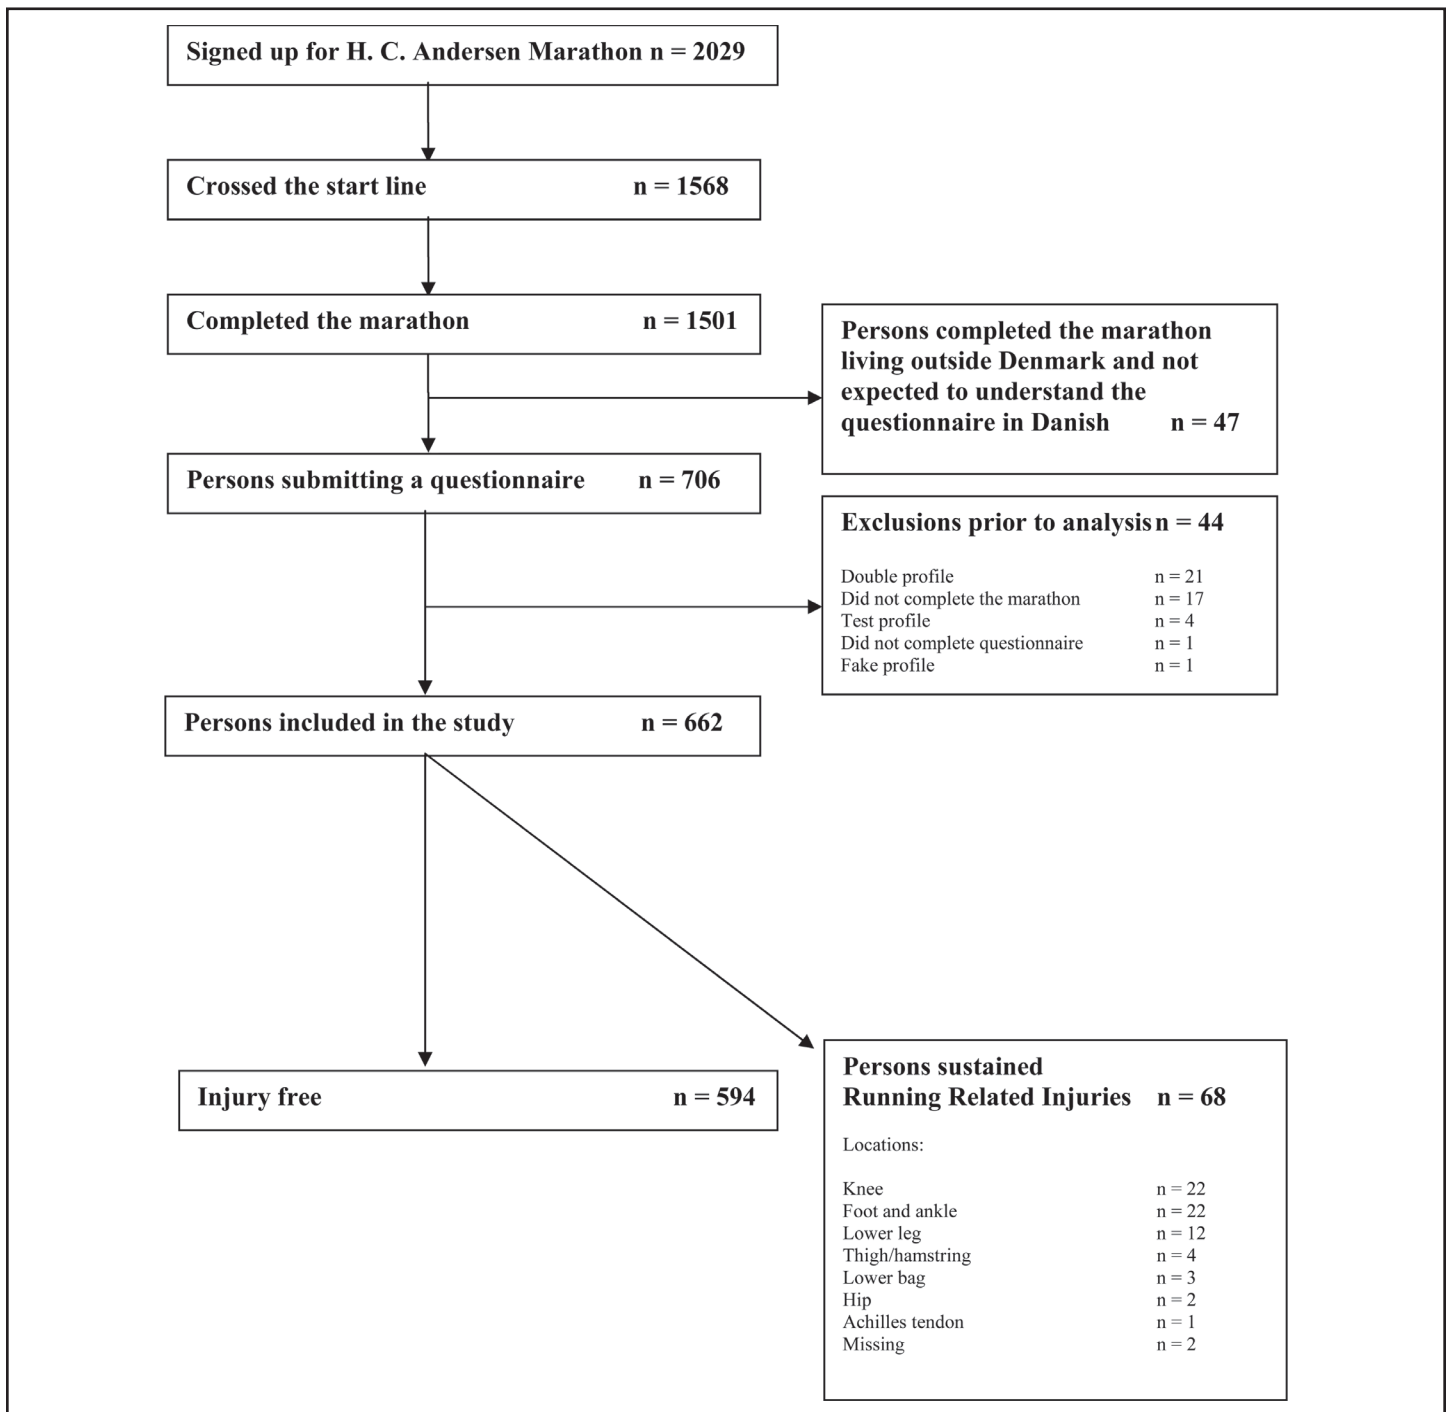 Signed up for H. C. Andersen Marathon n = 2029
Crossed the start line n = 1568
Completed the marathon n = 1501
Persons completed the marathon
living outside Denmark and not
expected to understand the
questionnaire in Danish n = 47
Persons submitting a questionnaire n = 706
Exclusions prior to analysis n = 44
Double profile n = 21
Did not complete the marathon n = 17
Test profile n = 4
Did not complete questionnaire n = 1
Fake profile n = 1
Persons included in the study n = 662
Injury free n = 594
Persons sustained
Running Related Injuries n = 68
Locations:
Knee n = 22
Foot and ankle n = 22
Lower leg n = 12
Thigh/hamstring n = 4
Lower bag n = 3
Hip n = 2
Achilles tendon n = 1
Missing n = 2